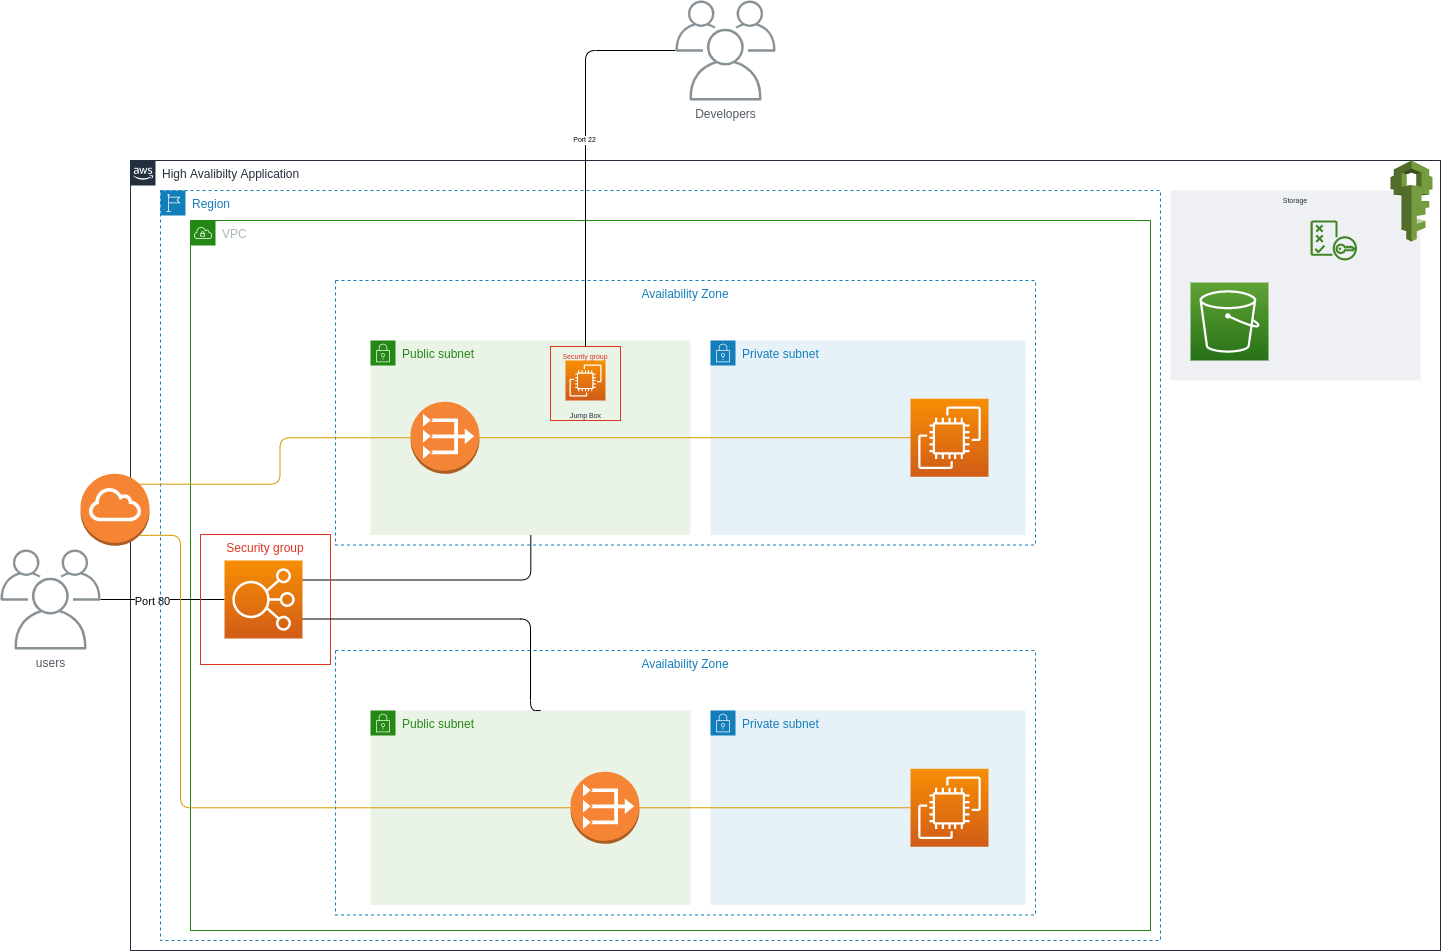 Developers
Port 22
aws
High Avalibilty Application
Region
Storage
VPC
Availability Zone
Public subnet
Security group
Jump Box
Private subnet
Security group
Port 80
users
Availability Zone
Public subnet
Private subnet